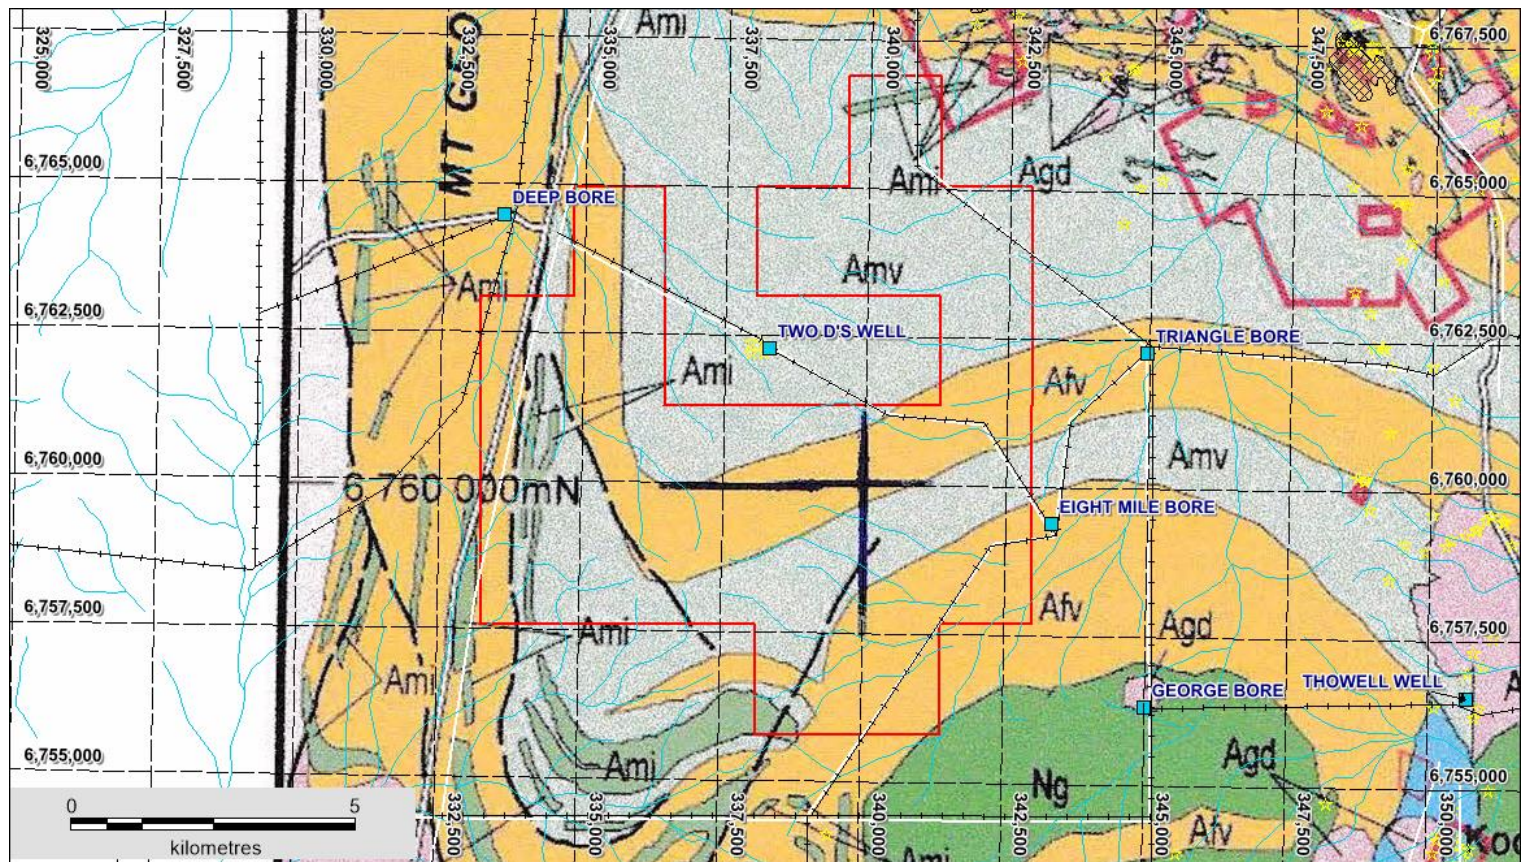 325,000
327,500
330,000
332,500
335,000
337,500
340,000
342,500
345,000
347,500
6,767,500
Ami
MT GEO
6,765,000
6,765,000
Ami
Agd
DEEP BORE
Ami
Amv
6,762,500
6,762,500
TWO D'S WELL
TRIANGLE BORE
Ami
Afv
6,760,000
6,760,000
Amv
6 760 000mN
EIGHT MILE BORE
6,757,500
6,757,500
Afv
Agd
Ami
Ami
THOWELL WELL
GEORGE BORE
6,755,000
6,755,000
Ami
Agd
Ng
0
5
kilometres
332,500
335,000
337,500
340,000
342,500
345,000
347,500
350,000
Afv
Koo
Ami